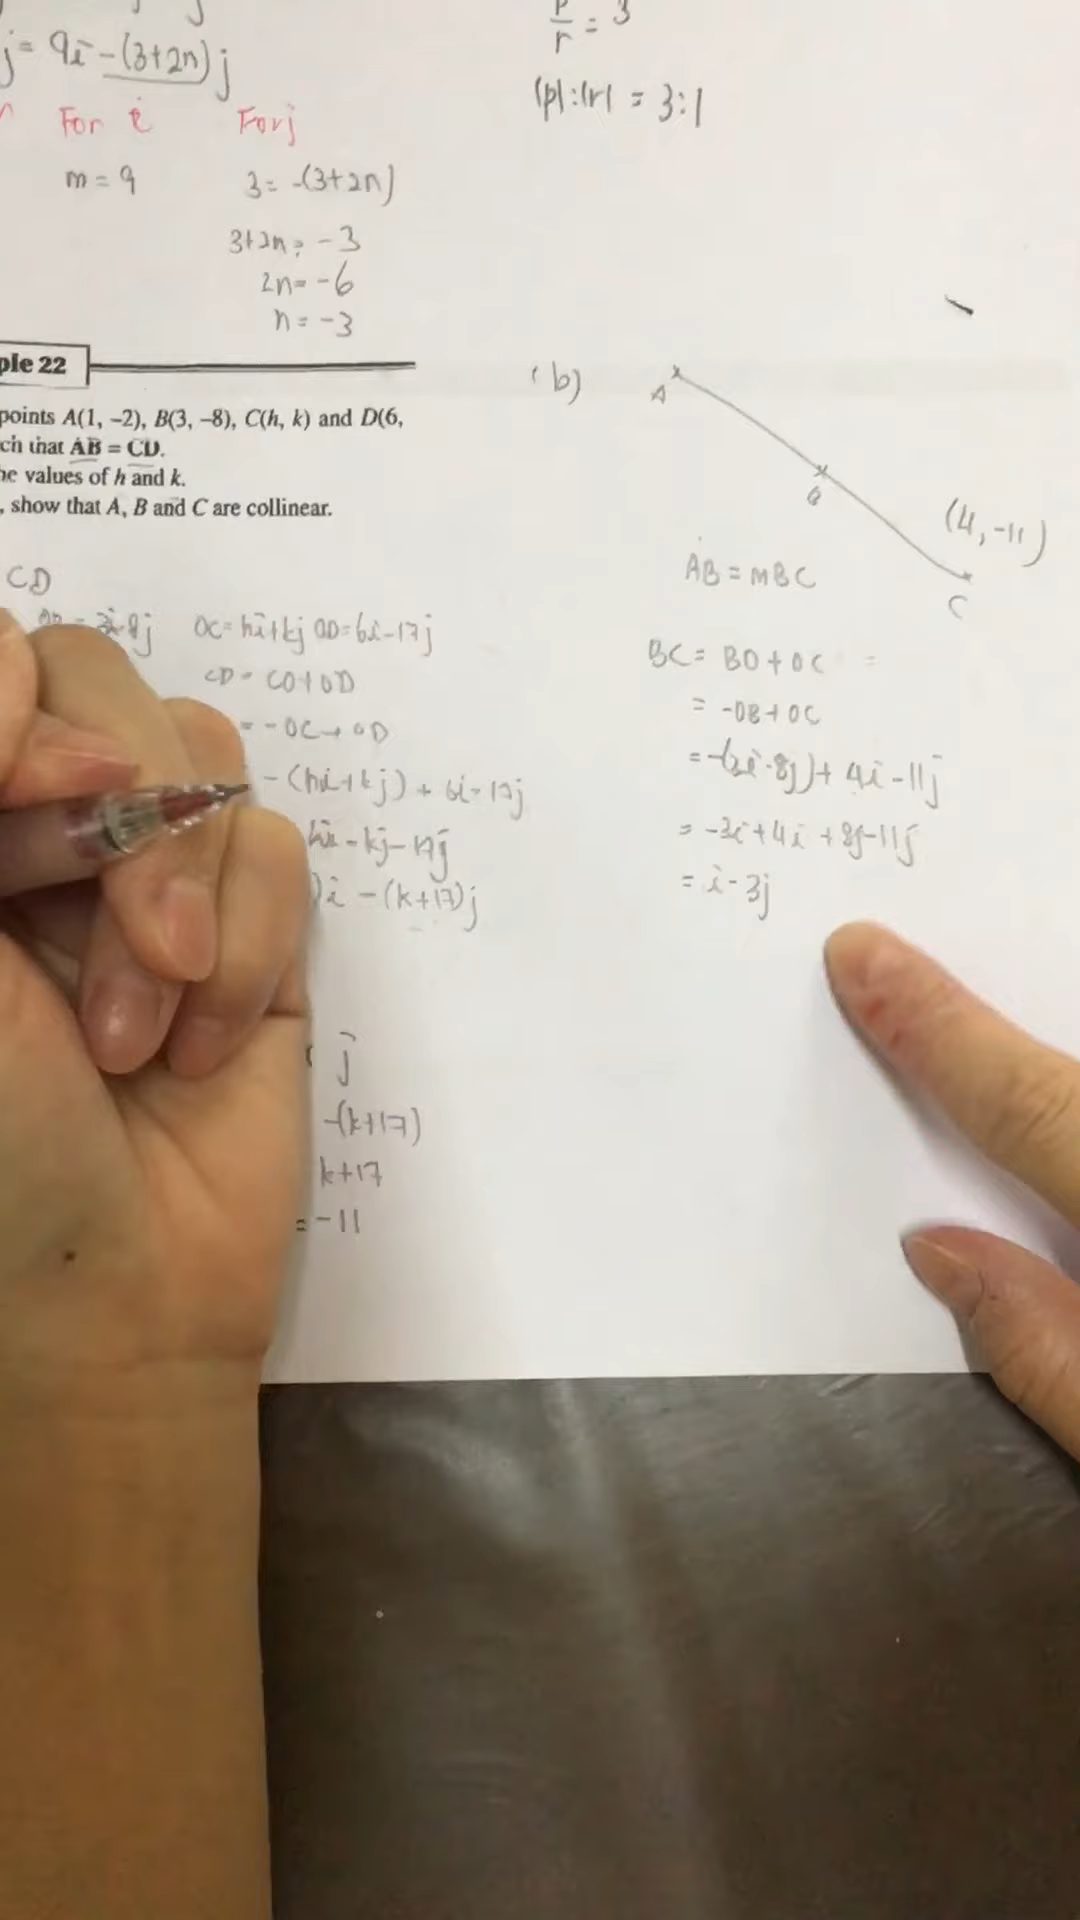 j = 9i - (3+2n) j
For i
For j
m = 9
3 = -(3+2n)
3+2n = -3
2n = -6
n = -3
p/r = 3
|p|:|r| = 3:1
ple 22
points A(1, –2), B(3, –8), C(h, k) and D(6,
ch that AB = CD.
he values of h and k.
, show that A, B and C are collinear.
CD
OC = hi+kj OD = 6i-17j
CD = CO+OD
= -OC+OD
-(hi+kj) + 6i-17j
hi - kj - 17j
)i - (k+17)j
j
-(k+17)
k+17
= -11
(b)
A
B
(4, -11)
C
AB = mBC
BC = BO + OC =
= -OB + OC
= -(3i-8j) + 4i - 11j
= -3i+4i +8j-11j
= i - 3j